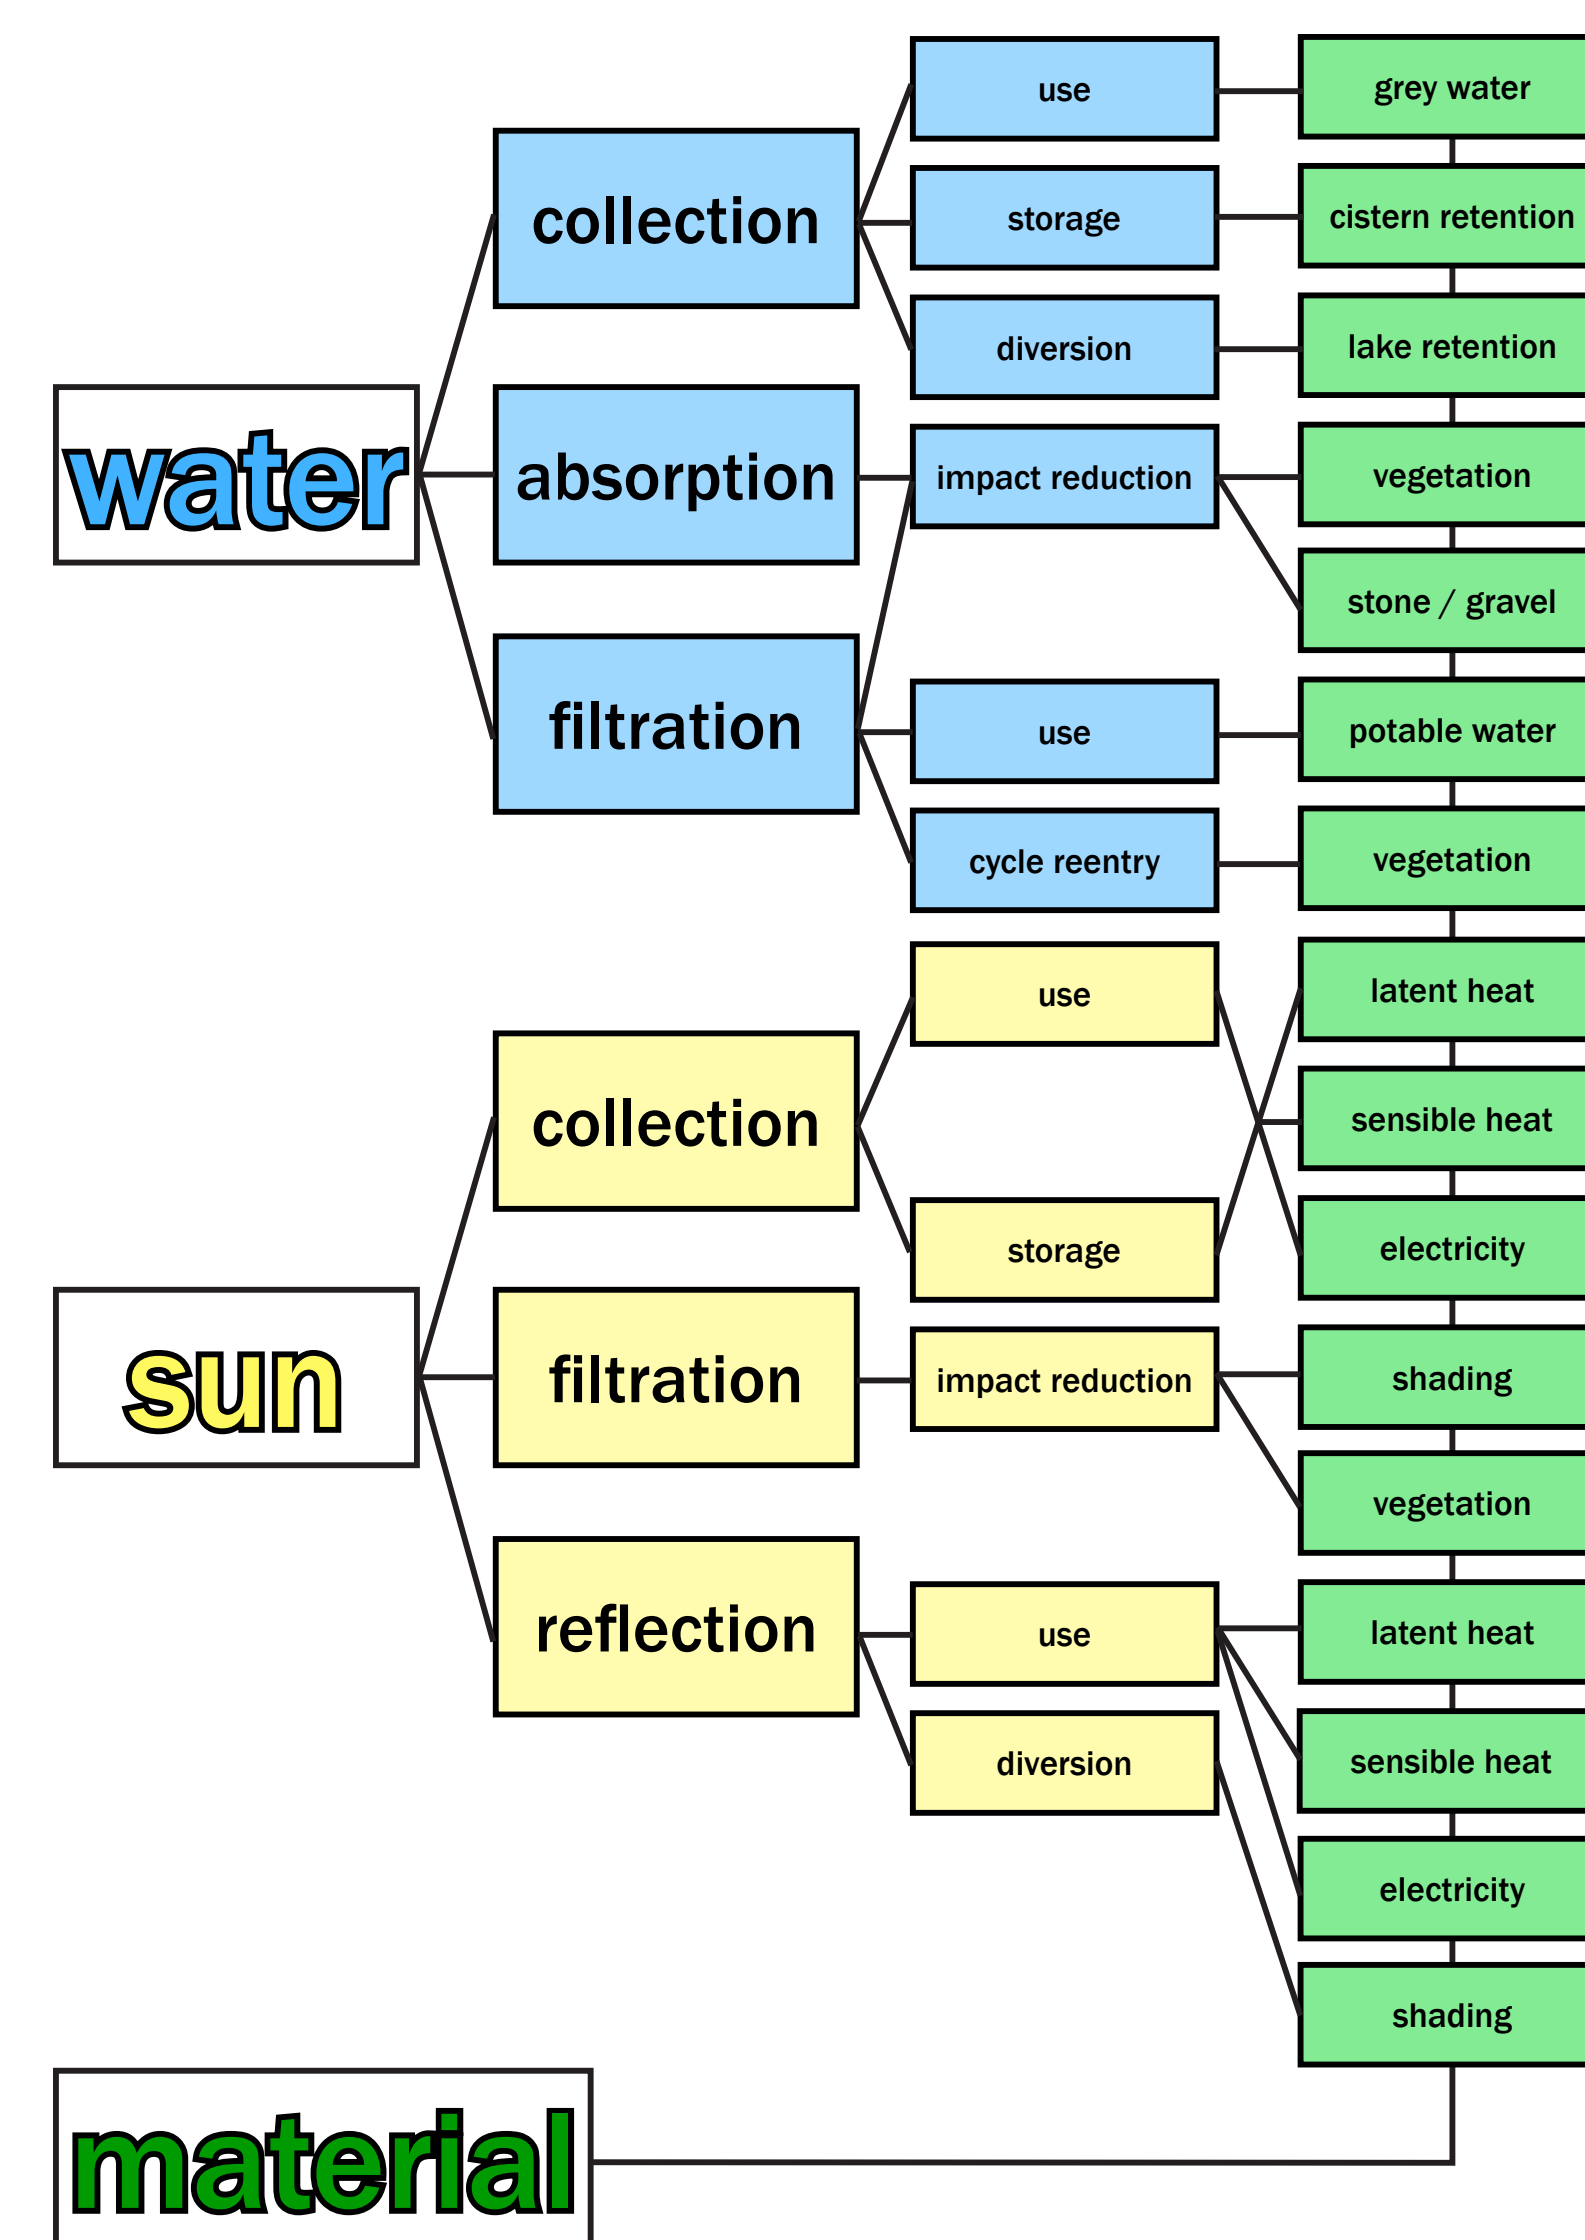 water
collection
absorption
filtration
use
storage
diversion
impact reduction
use
cycle reentry
grey water
cistern retention
lake retention
vegetation
stone / gravel
potable water
vegetation
sun
collection
filtration
reflection
use
storage
impact reduction
use
diversion
latent heat
sensible heat
electricity
shading
vegetation
latent heat
sensible heat
electricity
shading
material